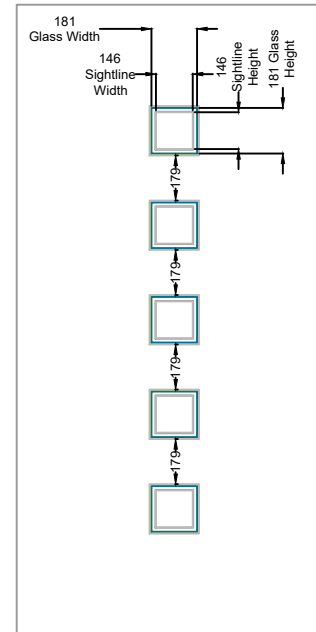 181
Glass Width
146
Sightline
Width
146
Sightline
Height
181 Glass
Height
179
179
179
179